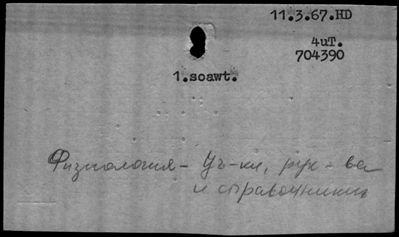 11.3.67.HD
4uT.
704390
1.soawt.
Физиология - Уч-ки, рук-ва
и справочники